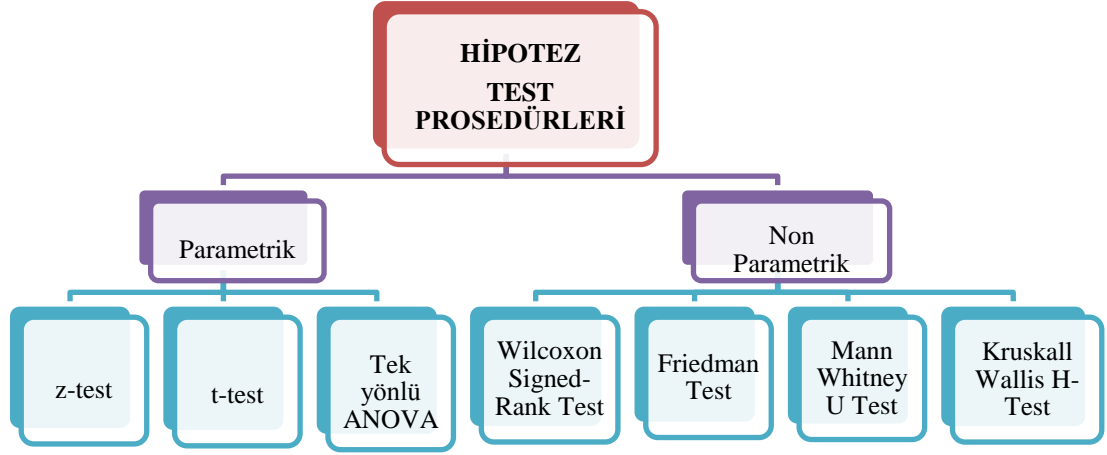 HİPOTEZ
TEST
PROSEDÜRLERİ
Parametrik
Non
Parametrik
z-test
t-test
Tek
yönlü
ANOVA
Wilcoxon
Signed-
Rank Test
Friedman
Test
Mann
Whitney
U Test
Kruskall
Wallis H-
Test